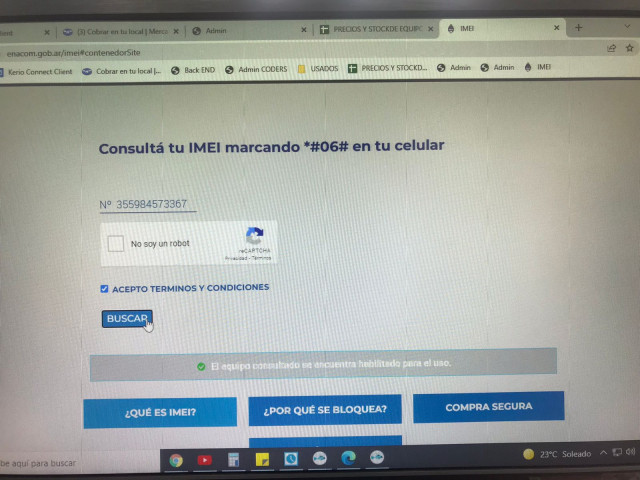 (3) Cobrar en tu local | Merca
Admin
PRECIOS Y STOCKDE EQUIPO
IMEI
enacom.gob.ar/imei#contenedorSite
Kerio Connect Client
Cobrar en tu local |...
Back END
Admin CODERS
USADOS
PRECIOS Y STOCKD...
Admin
Admin
IMEI
Consultá tu IMEI marcando *#06# en tu celular
Nº 355984573367
No soy un robot
reCAPTCHA
Privacidad - Términos
ACEPTO TERMINOS Y CONDICIONES
BUSCAR
El equipo consultado se encuentra habilitado para el uso.
¿QUÉ ES IMEI?
¿POR QUÉ SE BLOQUEA?
COMPRA SEGURA
be aquí para buscar
23°C Soleado